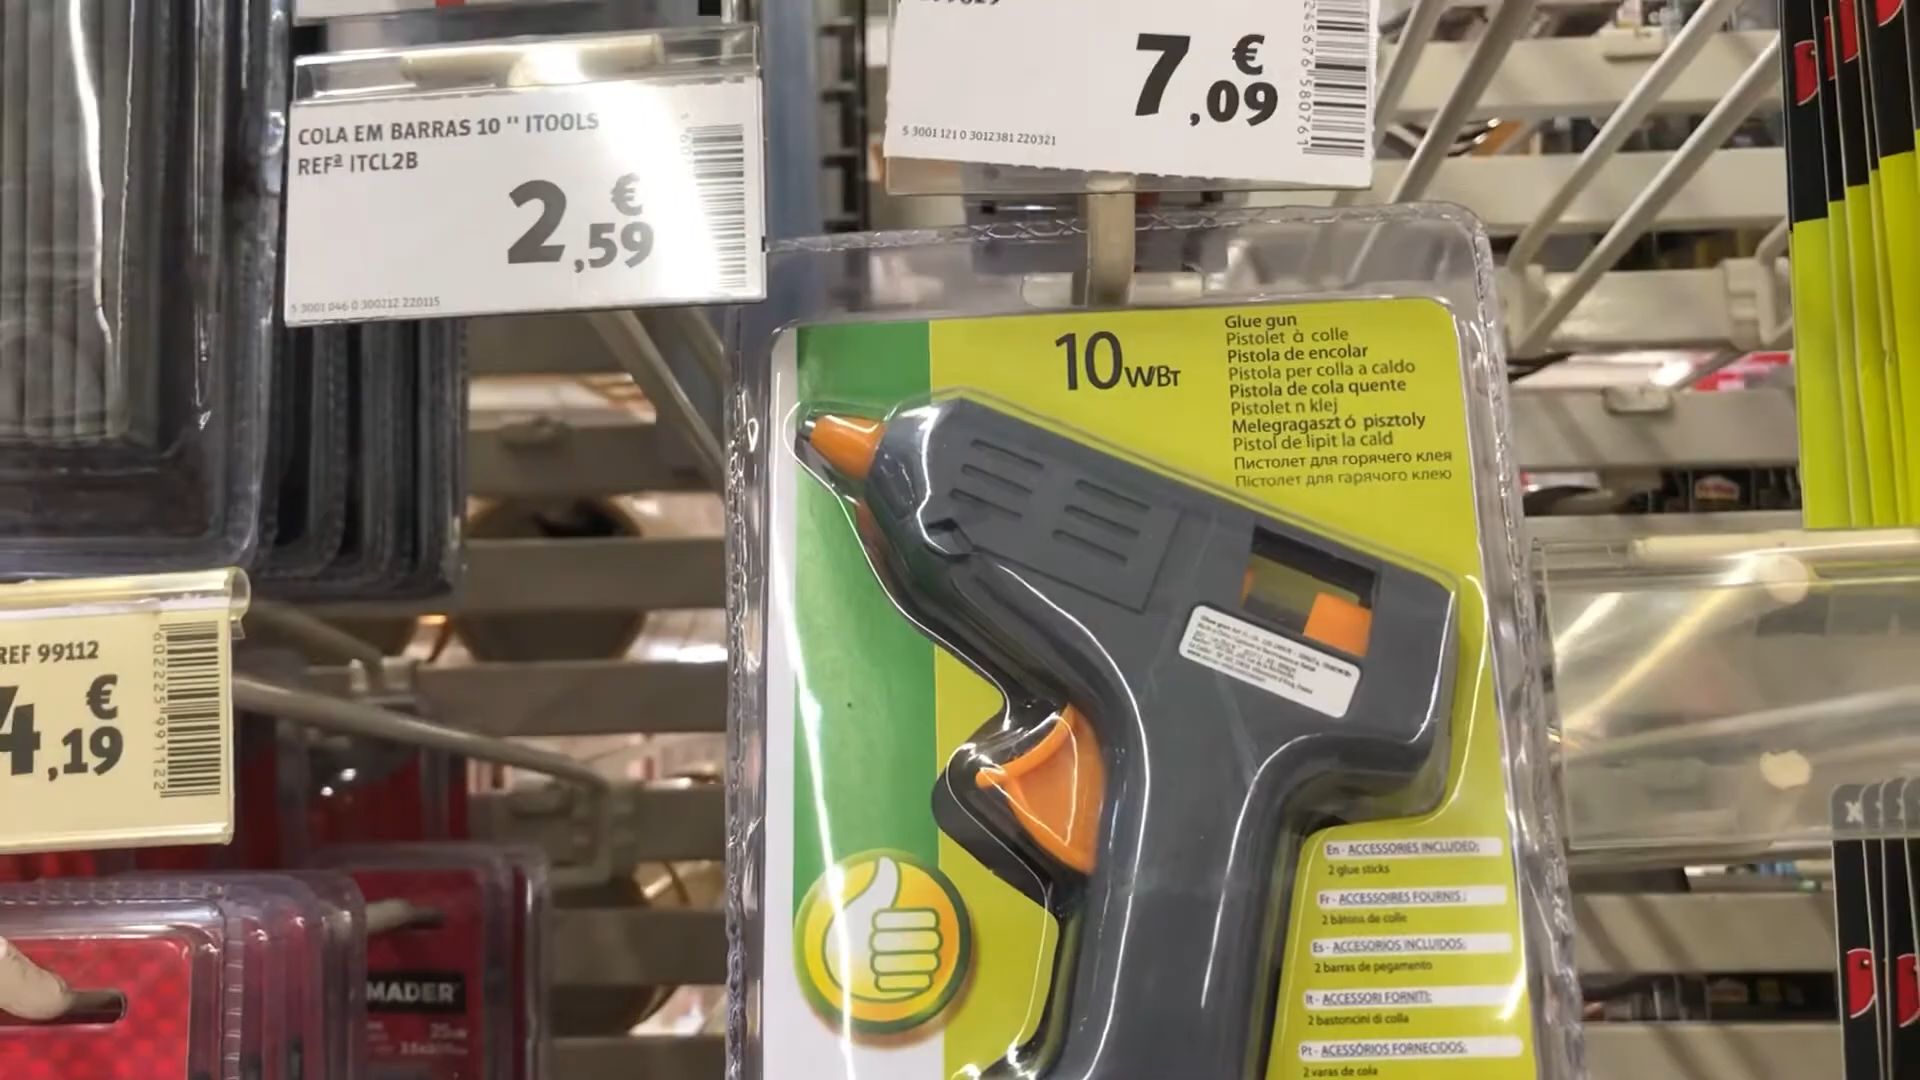 COLA EM BARRAS 10 '' ITOOLS
REFª ITCL2B
2,59 €
5 3001 046 0 300212 220115
7,09 €
5 3001 121 0 3012381 220321
REF 99112
4,19 €
6022259 91122
10W/Вт
Glue gun
Pistolet à colle
Pistola de encolar
Pistola per colla a caldo
Pistola de cola quente
Pistolet n klej
Melegragaszt ó pisztoly
Pistol de lipit la cald
Пистолет для горячего клея
Пістолет для гарячого клею
En - ACCESSORIES INCLUDED:
2 glue sticks
Fr - ACCESSOIRES FOURNIS :
2 bâtons de colle
Es - ACCESORIOS INCLUIDOS:
2 barras de pegamento
It - ACCESSORI FORNITI:
2 bastoncini di colla
Pt - ACESSÓRIOS FORNECIDOS:
2 varas de cola
MADER